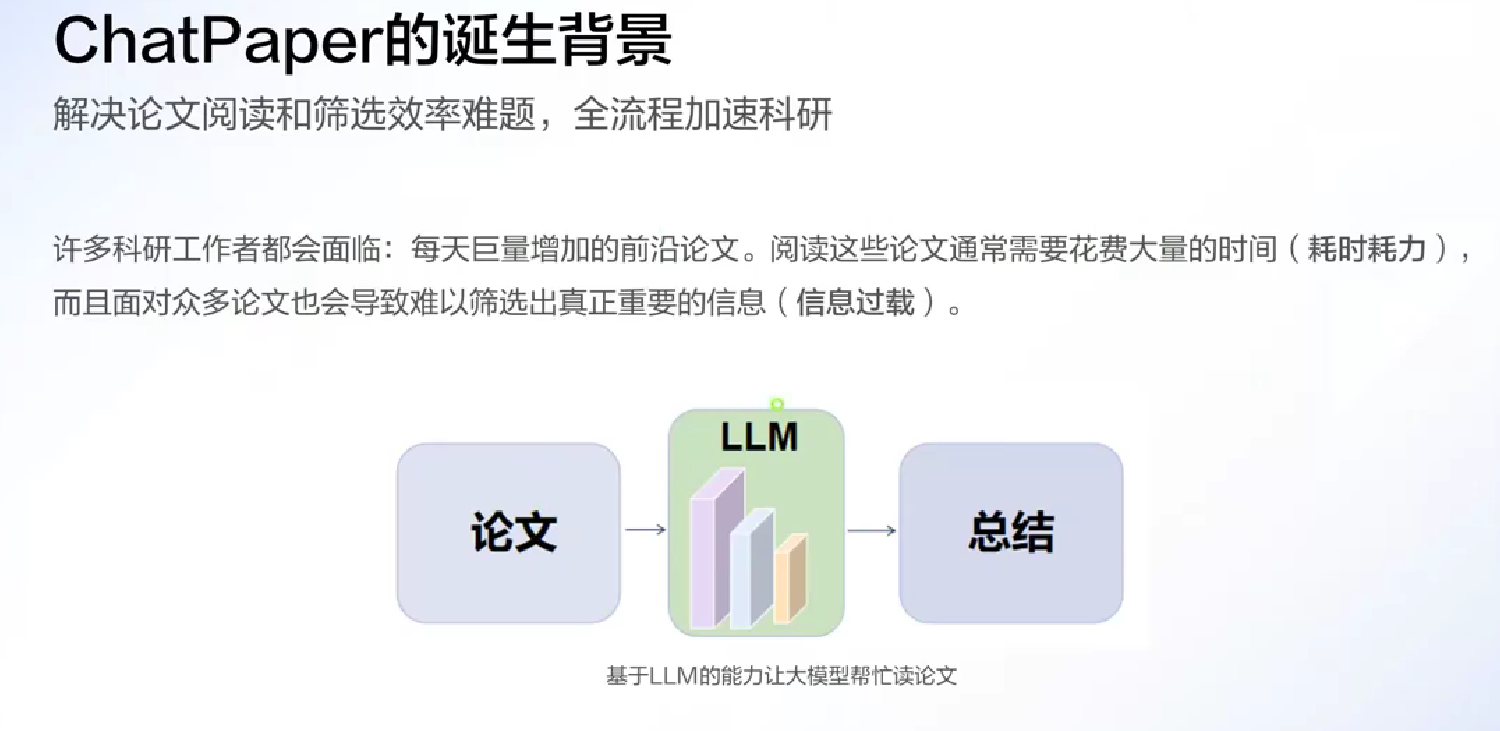 ChatPaper的诞生背景
解决论文阅读和筛选效率难题，全流程加速科研
许多科研工作者都会面临：每天巨量增加的前沿论文。阅读这些论文通常需要花费大量的时间（耗时耗力），
而且面对众多论文也会导致难以筛选出真正重要的信息（信息过载）。
LLM
论文
总结
基于LLM的能力让大模型帮忙读论文